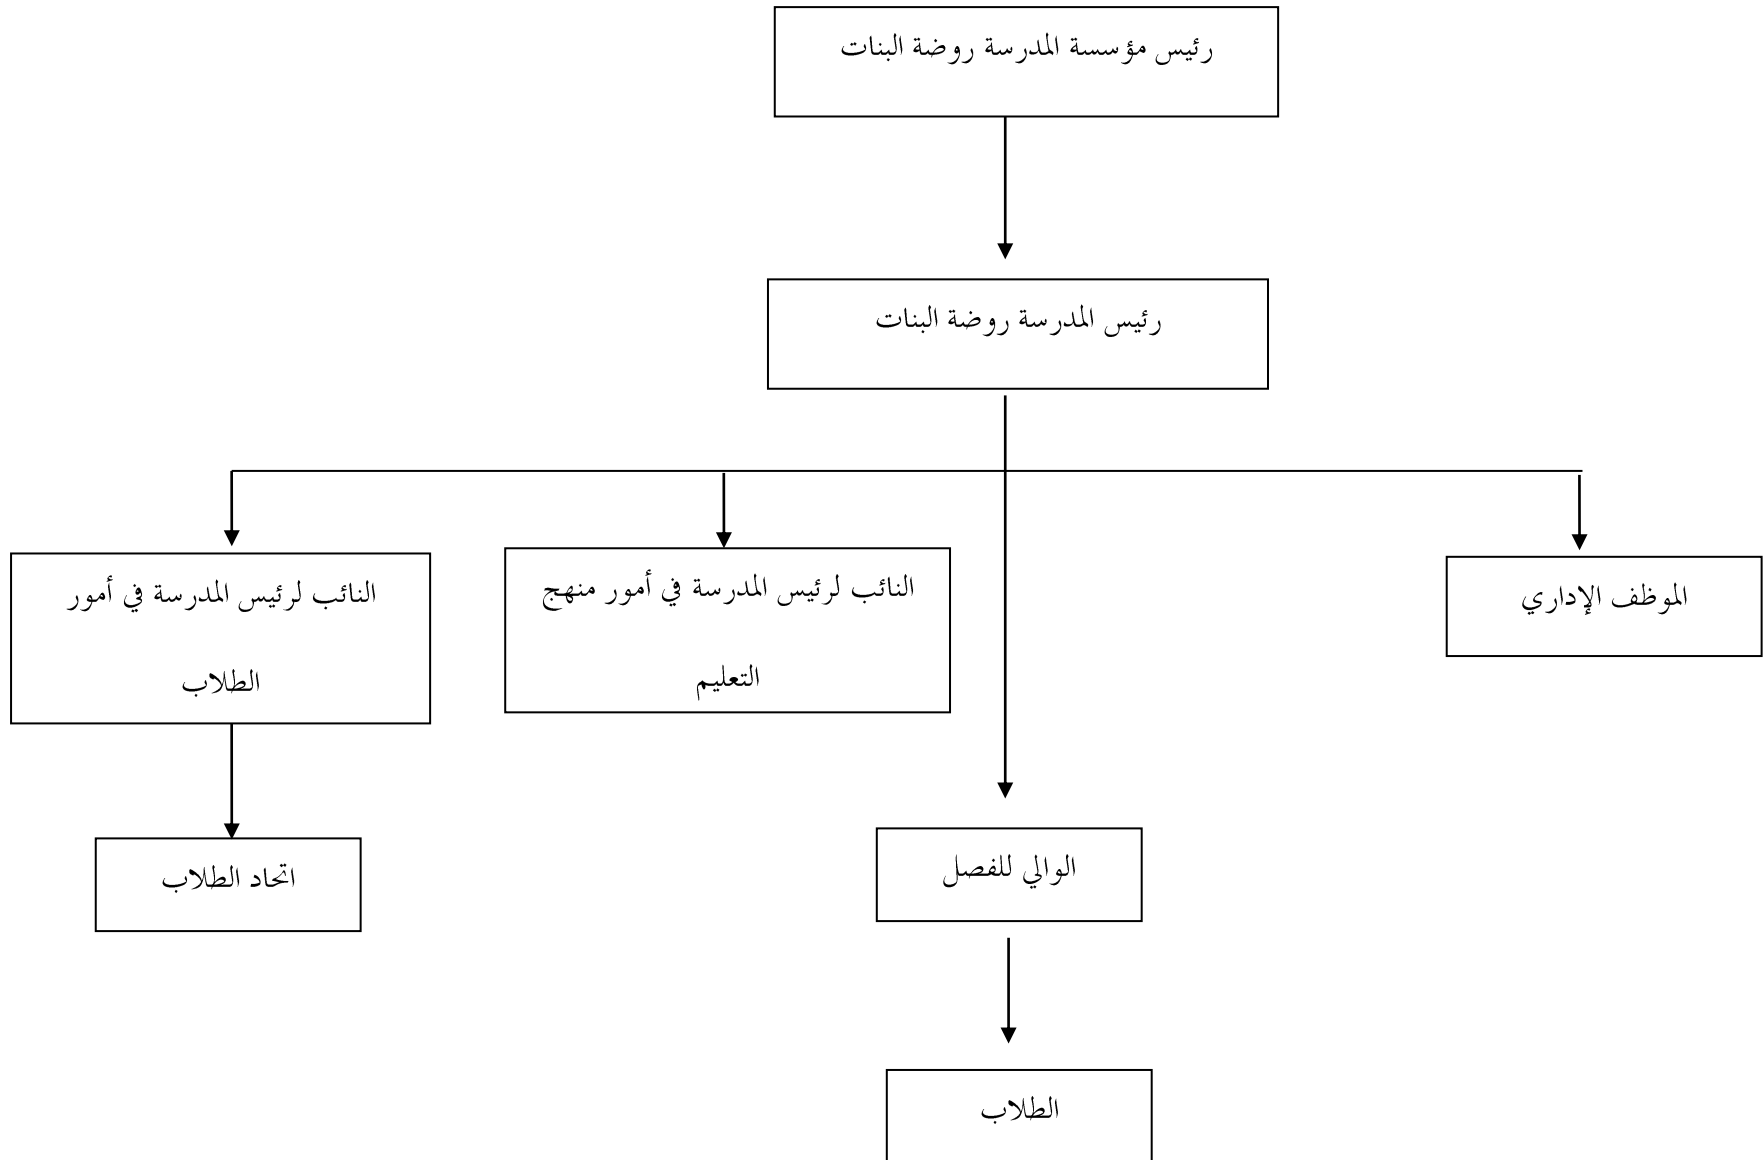 رئيس مؤسسة المدرسة روضة البنات
رئيس المدرسة روضة البنات
الموظف الإداري
النائب لرئيس المدرسة في أمور منهج
التعليم
النائب لرئيس المدرسة في أمور
الطلاب
الوالي للفصل
اتحاد الطلاب
الطلاب